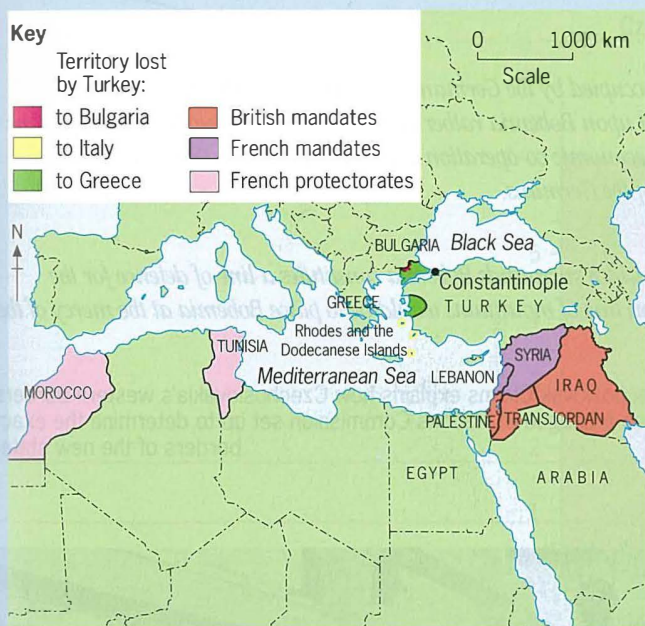 Key
Territory lost
by Turkey:
to Bulgaria
to Italy
to Greece
British mandates
French mandates
French protectorates
0 1000 km
Scale
N
BULGARIA
Black Sea
Constantinople
GREECE
TURKEY
Rhodes and the
Dodecanese Islands
TUNISIA
Mediterranean Sea
MOROCCO
LEBANON
SYRIA
IRAQ
PALESTINE
TRANSJORDAN
EGYPT
ARABIA